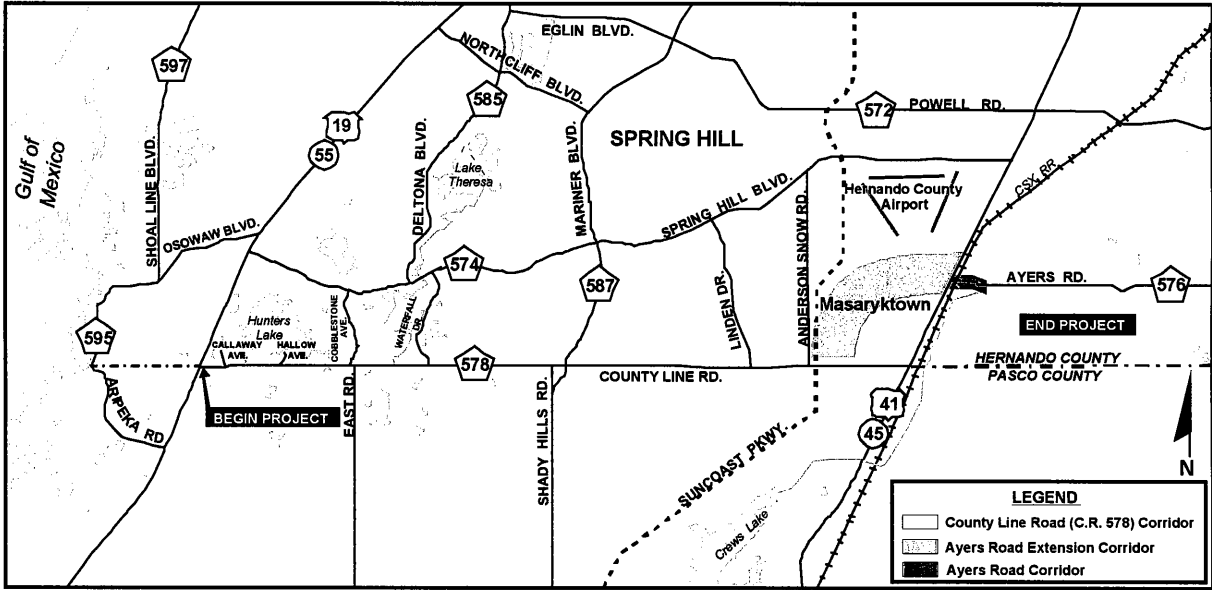 597
EGLIN BLVD.
NORTHCLIFF BLVD.
585
19
55
572
POWELL RD.
Gulf of
Mexico
SHOAL LINE BLVD.
DELTONA BLVD.
Lake
Theresa
MARINER BLVD.
SPRING HILL
CSX RR
Hernando County
Airport
OSOWAW BLVD.
SPRING HILL BLVD.
574
587
LINDEN DR.
ANDERSON SNOW RD.
AYERS RD.
576
Masaryktown
595
Hunters
Lake
CALLAWAY
AVE.
HALLOW
AVE.
COBBLESTONE
AVE.
WATERFALL
DR.
END PROJECT
578
COUNTY LINE RD.
HERNANDO COUNTY
PASCO COUNTY
ARIPEKA RD
BEGIN PROJECT
EAST RD.
SHADY HILLS RD.
SUNCOAST PKWY.
41
45
Crews Lake
N
LEGEND
County Line Road (C.R. 578) Corridor
Ayers Road Extension Corridor
Ayers Road Corridor